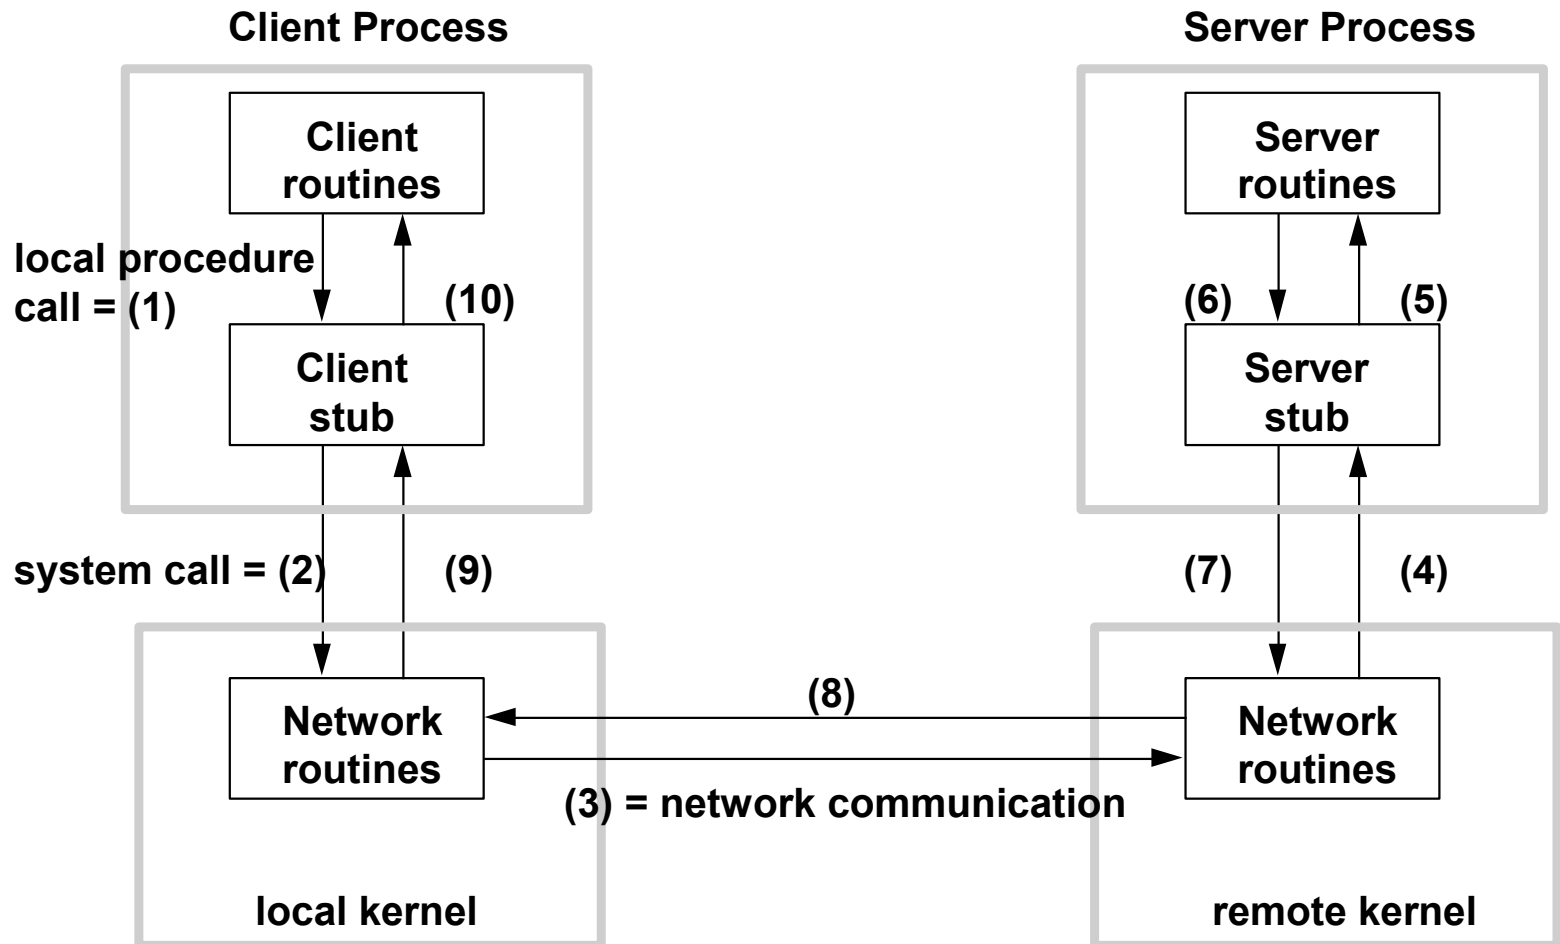 Client Process
Server Process
Client
routines
Server
routines
local procedure
call = (1)
(10)
(6)
(5)
Client
stub
Server
stub
system call = (2)
(9)
(7)
(4)
Network
routines
(8)
Network
routines
(3) = network communication
local kernel
remote kernel